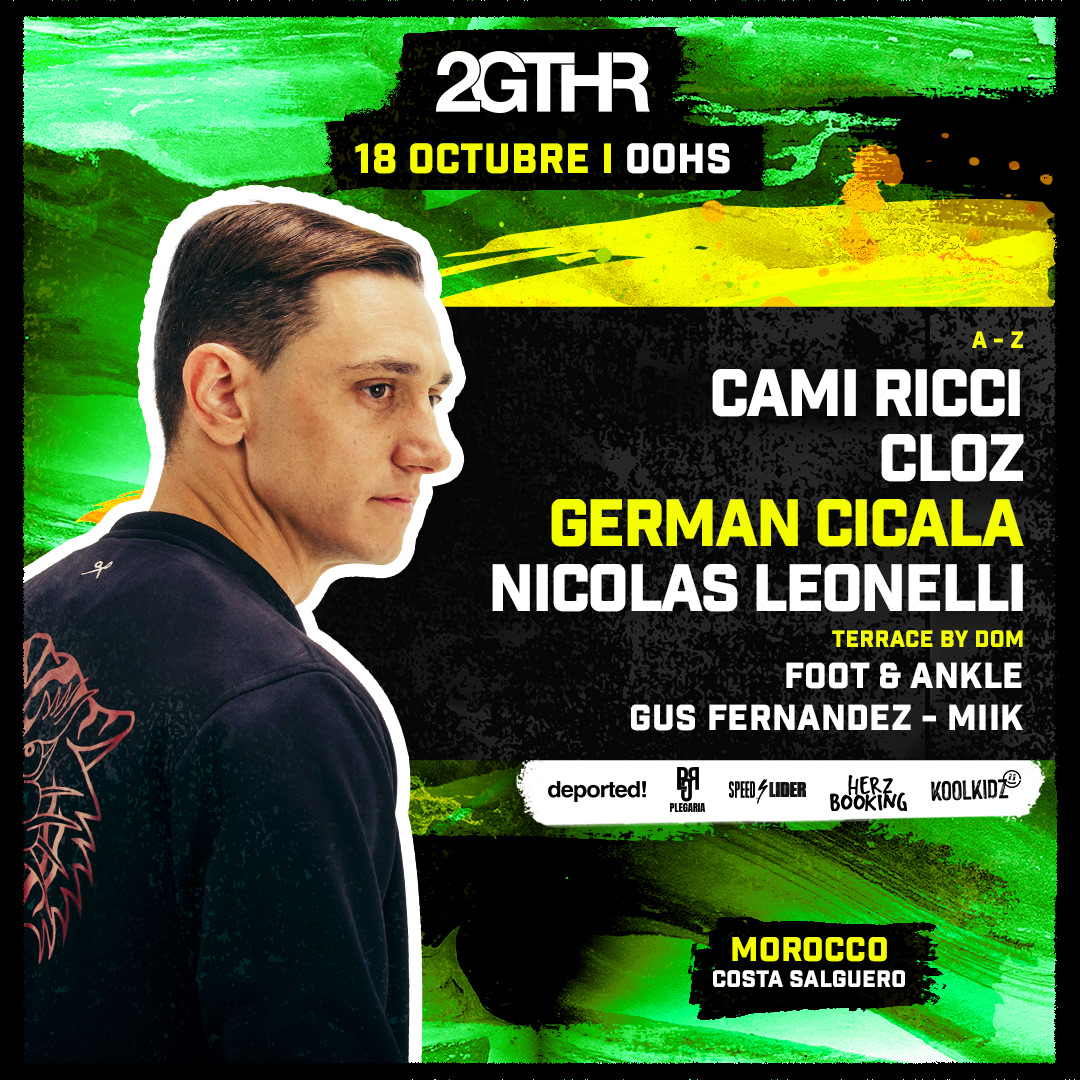 2GTHR
18 OCTUBRE | 00HS
A - Z
CAMI RICCI
CLOZ
GERMAN CICALA
NICOLAS LEONELLI
TERRACE BY DOM
FOOT & ANKLE
GUS FERNANDEZ - MIIK
deported! PLEGARIA SPEED LIDER HERZ BOOKING KOOLKIDZ
MOROCCO
COSTA SALGUERO